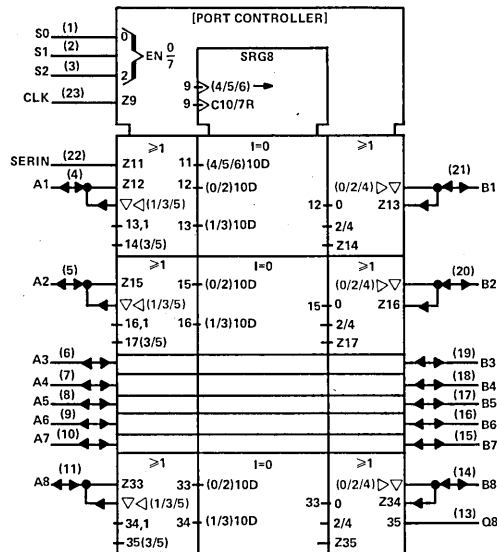 [PORT CONTROLLER]
S0 (1) 0
S1 (2) EN 0/7
S2 (3) 2
CLK (23) Z9
SRG8
9 (4/5/6)
9 C10/7R
≥1 I=0 ≥1
SERIN (22) Z11 11 (4/5/6)10D
A1 (4) Z12 12 (0/2)10D (0/2/4) (21) B1
(1/3/5) 12 0 Z13
13,1 13 (1/3)10D 2/4
14(3/5) Z14
≥1 I=0 ≥1
A2 (5) Z15 15 (0/2)10D (0/2/4) (20) B2
(1/3/5) 15 0 Z16
16,1 16 (1/3)10D 2/4
17(3/5) Z17
A3 (6) (19) B3
A4 (7) (18) B4
A5 (8) (17) B5
A6 (9) (16) B6
A7 (10) (15) B7
≥1 I=0 ≥1
A8 (11) Z33 33 (0/2)10D (0/2/4) (14) B8
(1/3/5) 33 0 Z34
34,1 34 (1/3)10D 2/4 35 (13) Q8
35(3/5) Z35